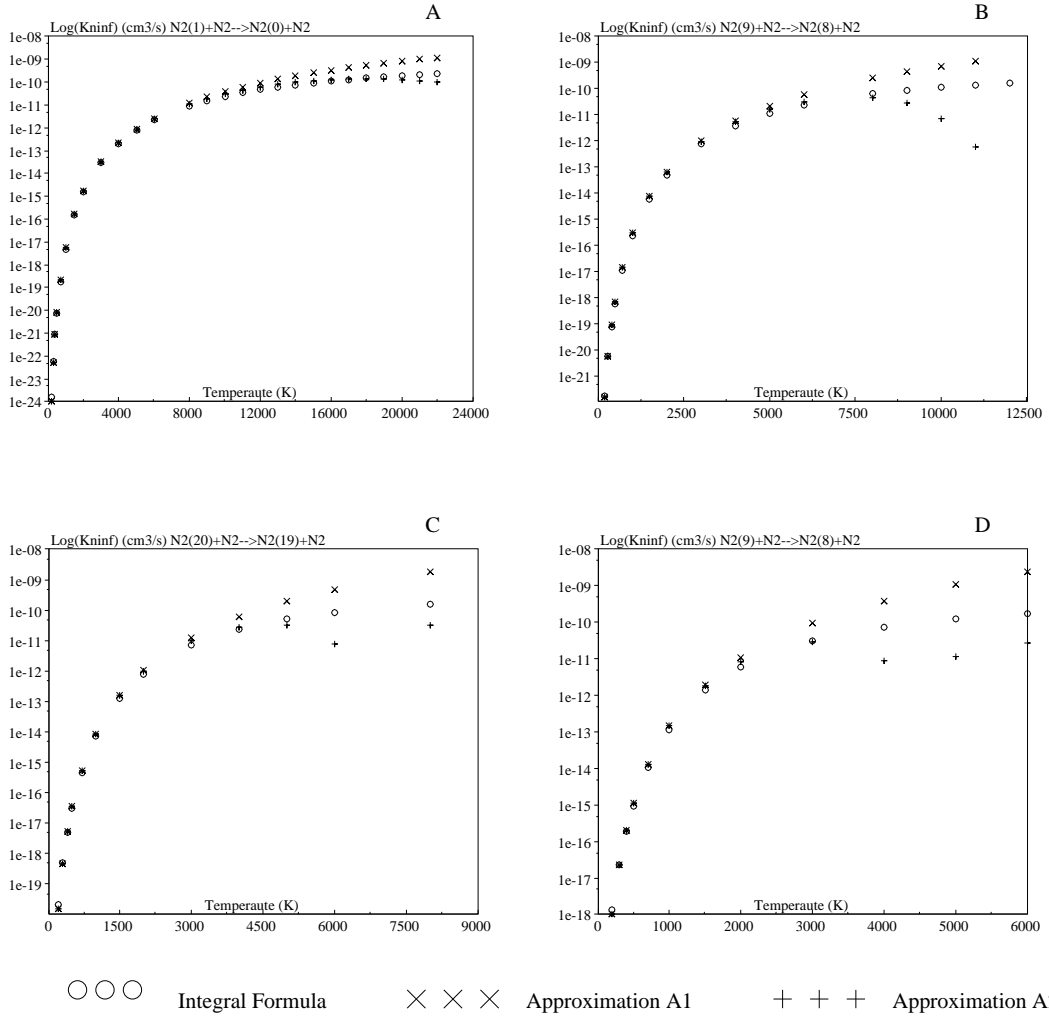 A
Log(Kninf) (cm3/s) N2(1)+N2-->N2(0)+N2
1e-08
1e-09
1e-10
1e-11
1e-12
1e-13
1e-14
1e-15
1e-16
1e-17
1e-18
1e-19
1e-20
1e-21
1e-22
1e-23
1e-24
Temperaute (K)
0 4000 8000 12000 16000 20000 24000
B
Log(Kninf) (cm3/s) N2(9)+N2-->N2(8)+N2
1e-08
1e-09
1e-10
1e-11
1e-12
1e-13
1e-14
1e-15
1e-16
1e-17
1e-18
1e-19
1e-20
1e-21
Temperaute (K)
0 2500 5000 7500 10000 12500
C
Log(Kninf) (cm3/s) N2(20)+N2-->N2(19)+N2
1e-08
1e-09
1e-10
1e-11
1e-12
1e-13
1e-14
1e-15
1e-16
1e-17
1e-18
1e-19
Temperaute (K)
0 1500 3000 4500 6000 7500 9000
D
Log(Kninf) (cm3/s) N2(9)+N2-->N2(8)+N2
1e-08
1e-09
1e-10
1e-11
1e-12
1e-13
1e-14
1e-15
1e-16
1e-17
1e-18
Temperaute (K)
0 1000 2000 3000 4000 5000 6000
Integral Formula
Approximation A1
Approximation A